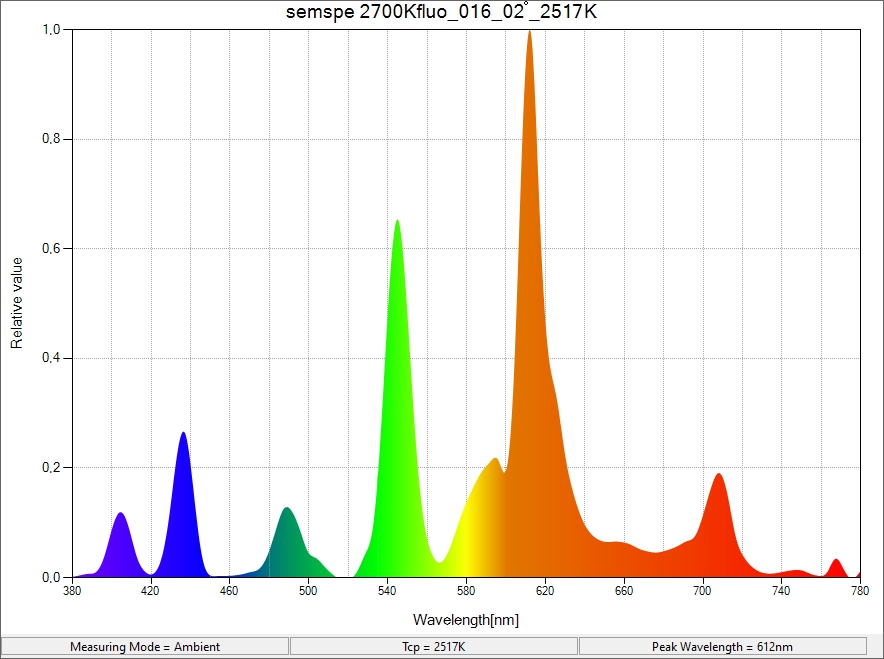 semspe 2700Kfluo_016_02°_2517K
1,0
0,8
0,6
0,4
0,2
0,0
Relative value
380 420 460 500 540 580 620 660 700 740 780
Wavelength[nm]
Measuring Mode = Ambient Tcp = 2517K Peak Wavelength = 612nm